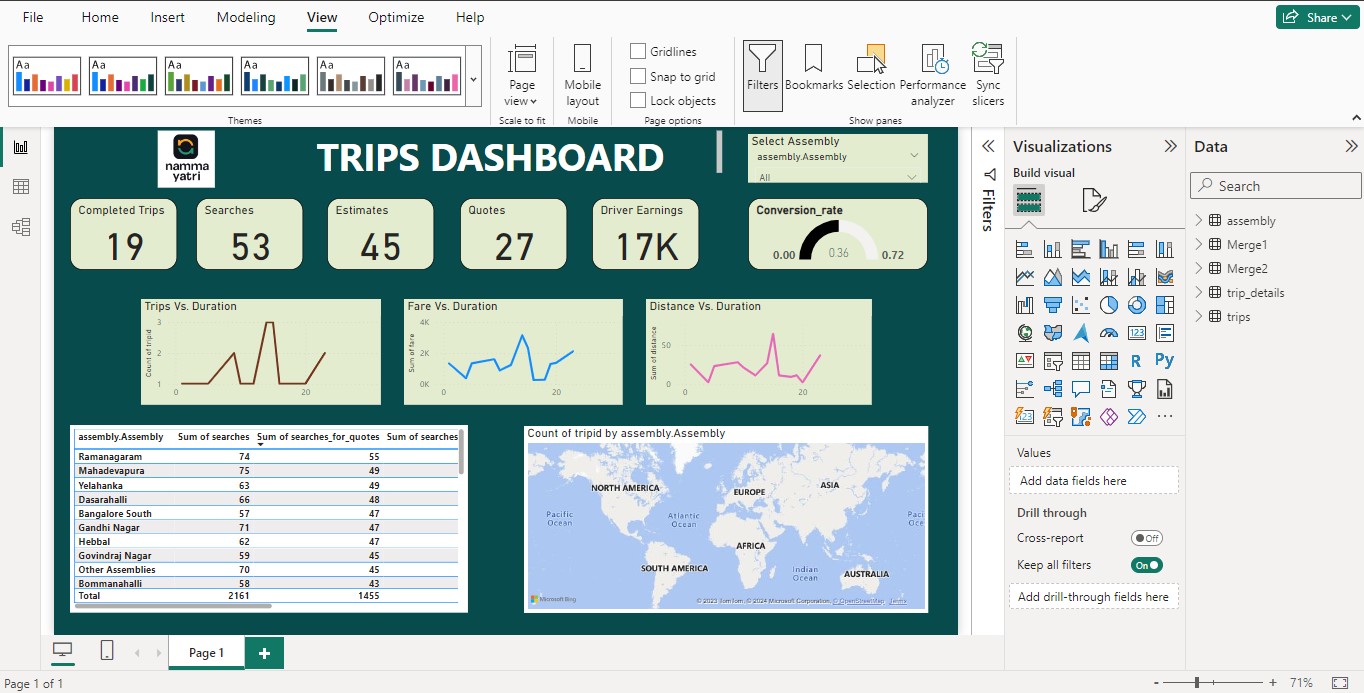 File Home Insert Modeling View Optimize Help
Share
Aa Aa Aa Aa Aa Aa
Page view
Mobile layout
Gridlines
Snap to grid
Lock objects
Filters
Bookmarks
Selection
Performance analyzer
Sync slicers
Themes
Scale to fit
Mobile
Page options
Show panes
namma
yatri
TRIPS DASHBOARD
Select Assembly
assembly.Assembly
All
Completed Trips
19
Searches
53
Estimates
45
Quotes
27
Driver Earnings
17K
Conversion_rate
0.00 0.36 0.72
Trips Vs. Duration
Count of tripid
3
2
1
0 20
Fare Vs. Duration
Sum of fare
4K
2K
0K
0 20
Distance Vs. Duration
Sum of distance
50
0
0 20
assembly.Assembly Sum of searches Sum of searches_for_quotes Sum of searches
Ramanagaram 74 55
Mahadevapura 75 49
Yelahanka 63 49
Dasarahalli 66 48
Bangalore South 57 47
Gandhi Nagar 71 47
Hebbal 62 47
Govindraj Nagar 59 45
Other Assemblies 70 45
Bommanahalli 58 43
Total 2161 1455
Count of tripid by assembly.Assembly
NORTH AMERICA
EUROPE
ASIA
Pacific
Ocean
Atlantic
Ocean
Paci
Oce
AFRICA
SOUTH AMERICA
Indian
Ocean
AUSTRALIA
Microsoft Bing
© 2023 TomTom, © 2024 Microsoft Corporation, © OpenStreetMap Terms
Filters
Visualizations
Build visual
123
R
Py
123
Values
Add data fields here
Drill through
Cross-report Off
Keep all filters On
Add drill-through fields here
Data
Search
assembly
Merge1
Merge2
trip_details
trips
Page 1
+
Page 1 of 1
- + 71%